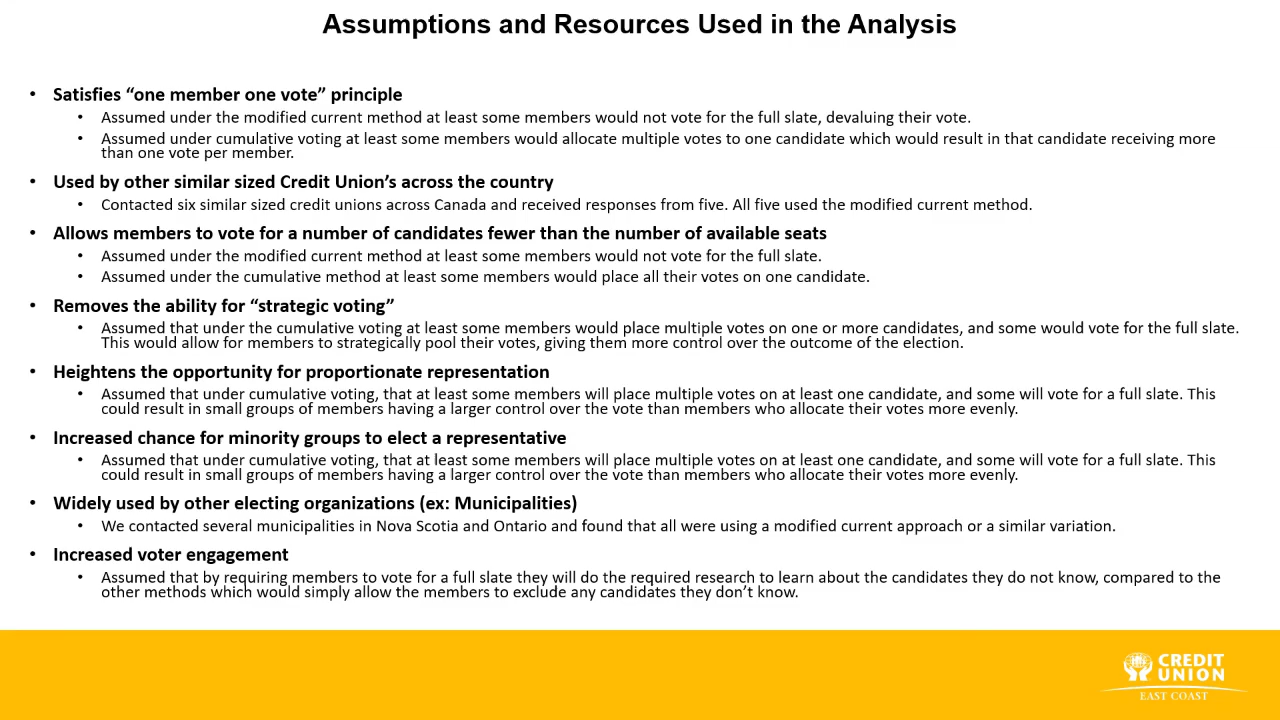 Assumptions and Resources Used in the Analysis
• Satisfies “one member one vote” principle
• Assumed under the modified current method at least some members would not vote for the full slate, devaluing their vote.
• Assumed under cumulative voting at least some members would allocate multiple votes to one candidate which would result in that candidate receiving more
than one vote per member.
• Used by other similar sized Credit Union’s across the country
• Contacted six similar sized credit unions across Canada and received responses from five. All five used the modified current method.
• Allows members to vote for a number of candidates fewer than the number of available seats
• Assumed under the modified current method at least some members would not vote for the full slate.
• Assumed under the cumulative method at least some members would place all their votes on one candidate.
• Removes the ability for “strategic voting”
• Assumed that under the cumulative voting at least some members would place multiple votes on one or more candidates, and some would vote for the full slate.
This would allow for members to strategically pool their votes, giving them more control over the outcome of the election.
• Heightens the opportunity for proportionate representation
• Assumed that under cumulative voting, that at least some members will place multiple votes on at least one candidate, and some will vote for a full slate. This
could result in small groups of members having a larger control over the vote than members who allocate their votes more evenly.
• Increased chance for minority groups to elect a representative
• Assumed that under cumulative voting, that at least some members will place multiple votes on at least one candidate, and some will vote for a full slate. This
could result in small groups of members having a larger control over the vote than members who allocate their votes more evenly.
• Widely used by other electing organizations (ex: Municipalities)
• We contacted several municipalities in Nova Scotia and Ontario and found that all were using a modified current approach or a similar variation.
• Increased voter engagement
• Assumed that by requiring members to vote for a full slate they will do the required research to learn about the candidates they do not know, compared to the
other methods which would simply allow the members to exclude any candidates they don’t know.
CREDIT
UNION
EAST COAST